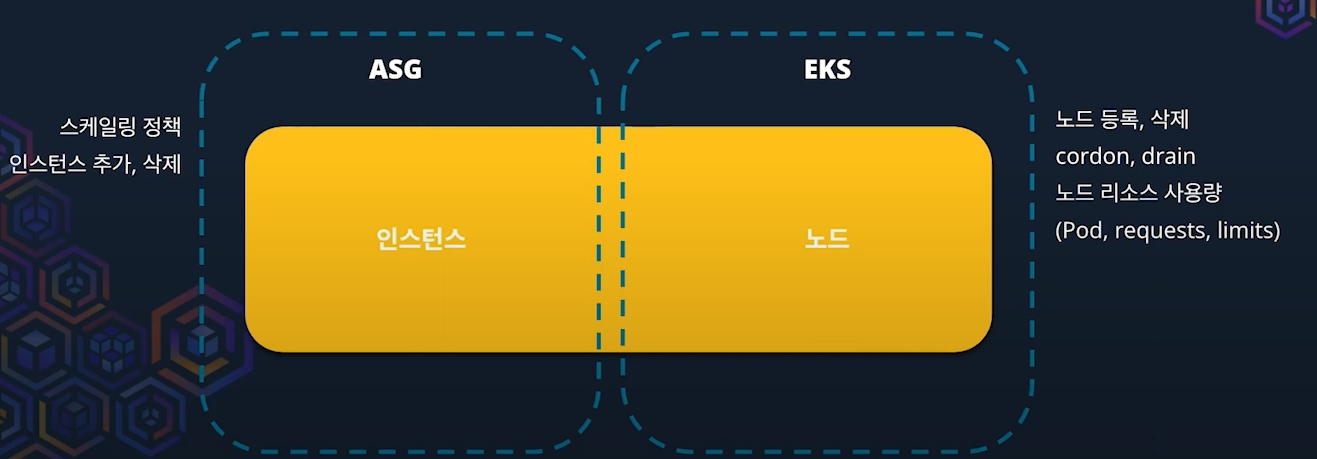 ASG
EKS
스케일링 정책
인스턴스 추가, 삭제
인스턴스
노드
노드 등록, 삭제
cordon, drain
노드 리소스 사용량
(Pod, requests, limits)